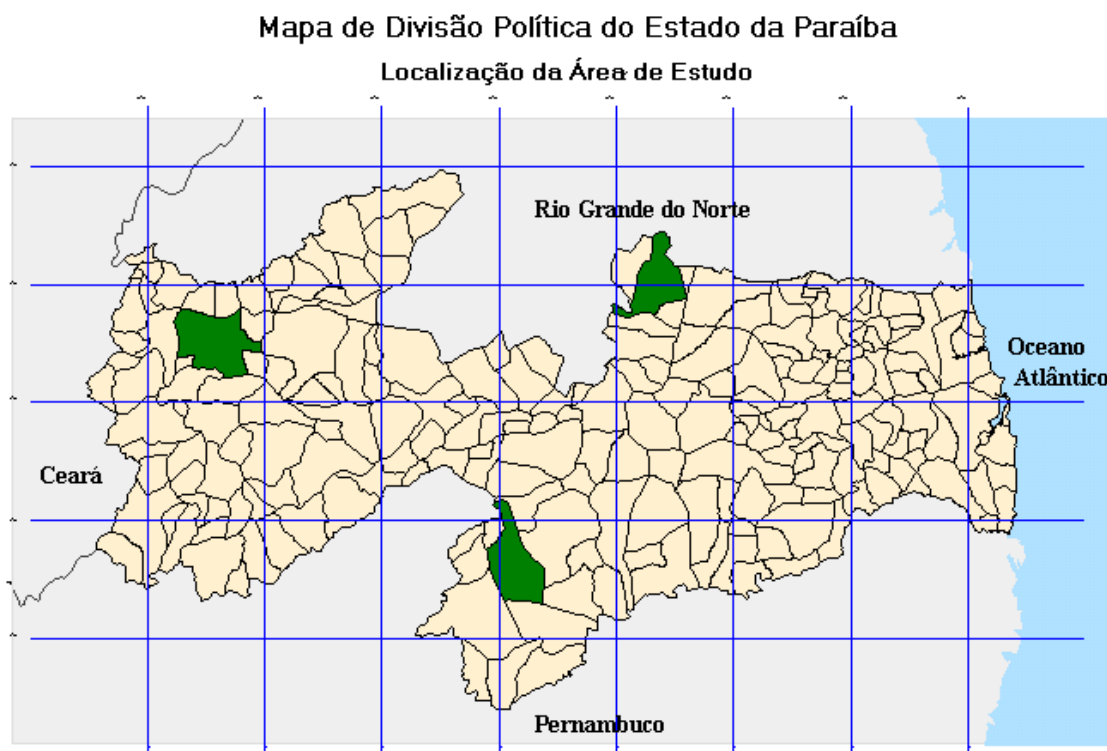 Mapa de Divisão Política do Estado da Paraíba
Localização da Área de Estudo
Rio Grande do Norte
Oceano
Atlântico
Ceará
Pernambuco